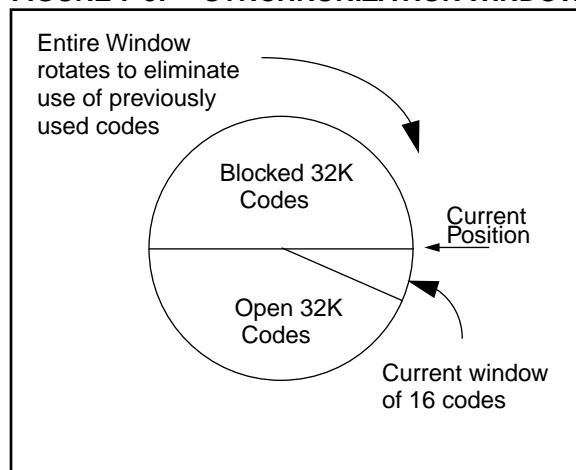 Entire Window
rotates to eliminate
use of previously
used codes
Blocked 32K
Codes
Current
Position
Open 32K
Codes
Current window
of 16 codes